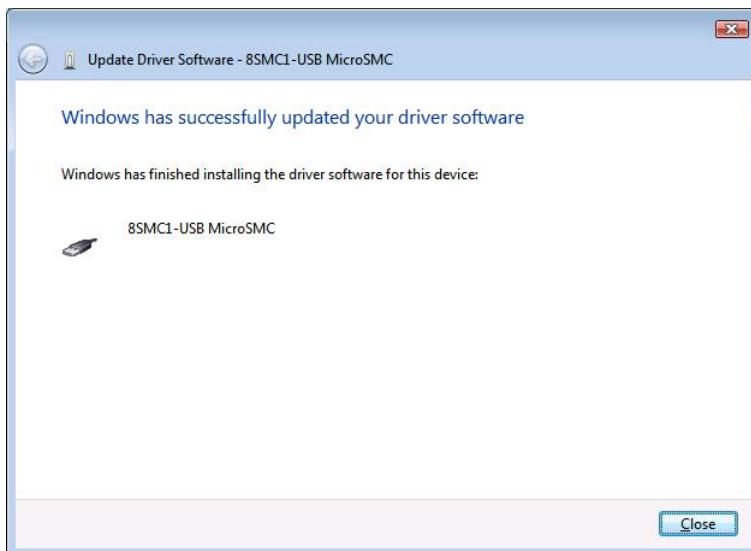 Update Driver Software - 8SMC1-USB MicroSMC
Windows has successfully updated your driver software
Windows has finished installing the driver software for this device:
8SMC1-USB MicroSMC
Close